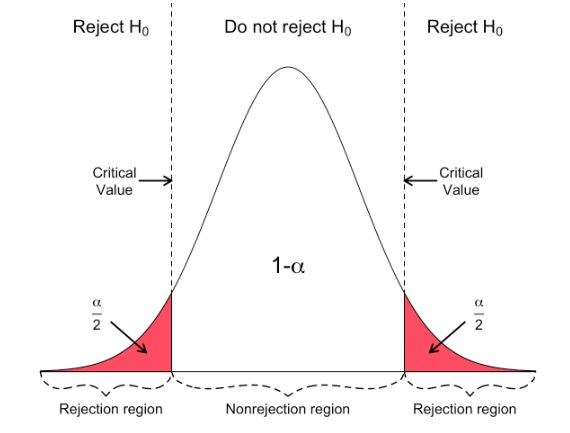 Reject H₀
Do not reject H₀
Reject H₀
Critical
Value
Critical
Value
1-α
α
2
α
2
Rejection region
Nonrejection region
Rejection region